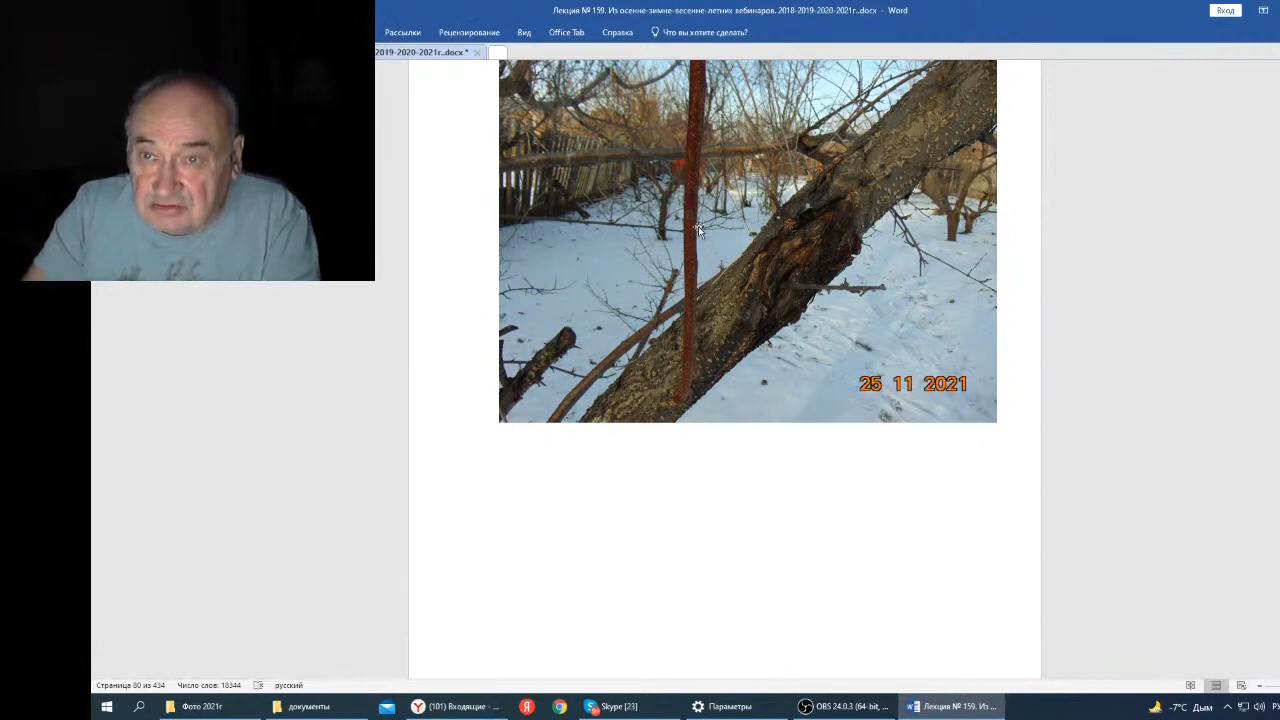 Лекция № 159. Из осенне-зимне-весенне-летних вебинаров. 2018-2019-2020-2021г..docx - Word
Вход
Рассылки Рецензирование Вид Office Tab Справка Что вы хотите сделать?
2019-2020-2021г..docx *
25 11 2021
Страница 80 из 434 Число слов: 18344 русский
Фото 2021г документы (101) Входящие - ... Skype [23] Параметры OBS 24.0.3 (64-bit, ... Лекция № 159. Из ... -7°C Дым